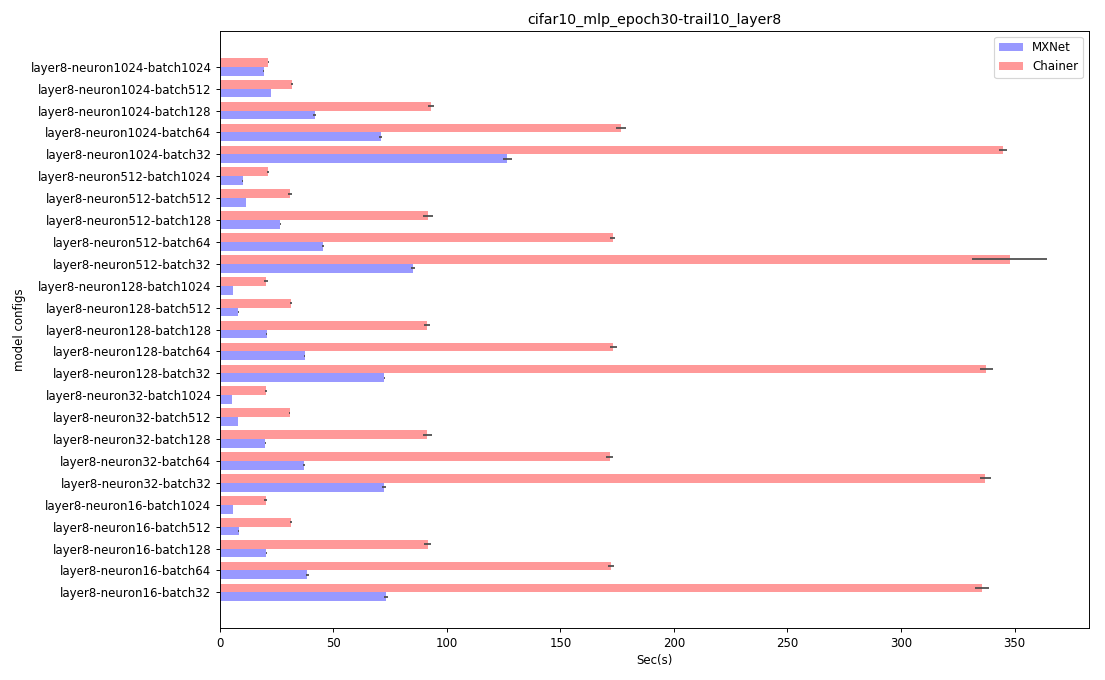 cifar10_mlp_epoch30-trail10_layer8
MXNet
Chainer
model configs
layer8-neuron1024-batch1024
layer8-neuron1024-batch512
layer8-neuron1024-batch128
layer8-neuron1024-batch64
layer8-neuron1024-batch32
layer8-neuron512-batch1024
layer8-neuron512-batch512
layer8-neuron512-batch128
layer8-neuron512-batch64
layer8-neuron512-batch32
layer8-neuron128-batch1024
layer8-neuron128-batch512
layer8-neuron128-batch128
layer8-neuron128-batch64
layer8-neuron128-batch32
layer8-neuron32-batch1024
layer8-neuron32-batch512
layer8-neuron32-batch128
layer8-neuron32-batch64
layer8-neuron32-batch32
layer8-neuron16-batch1024
layer8-neuron16-batch512
layer8-neuron16-batch128
layer8-neuron16-batch64
layer8-neuron16-batch32
0 50 100 150 200 250 300 350
Sec(s)